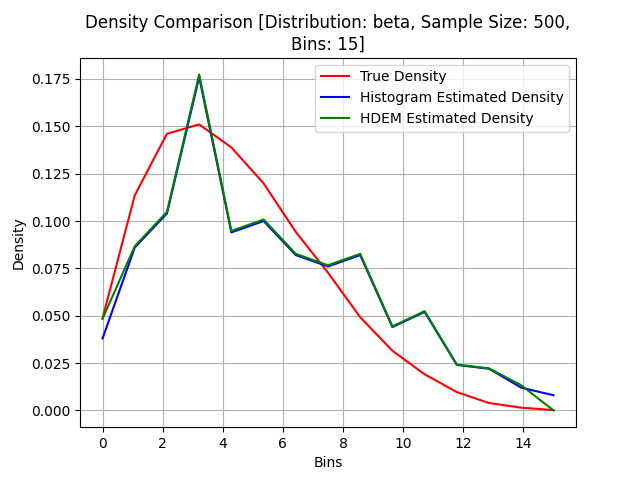 Density Comparison [Distribution: beta, Sample Size: 500,
Bins: 15]
True Density
Histogram Estimated Density
HDEM Estimated Density
Density
0.175
0.150
0.125
0.100
0.075
0.050
0.025
0.000
0 2 4 6 8 10 12 14
Bins